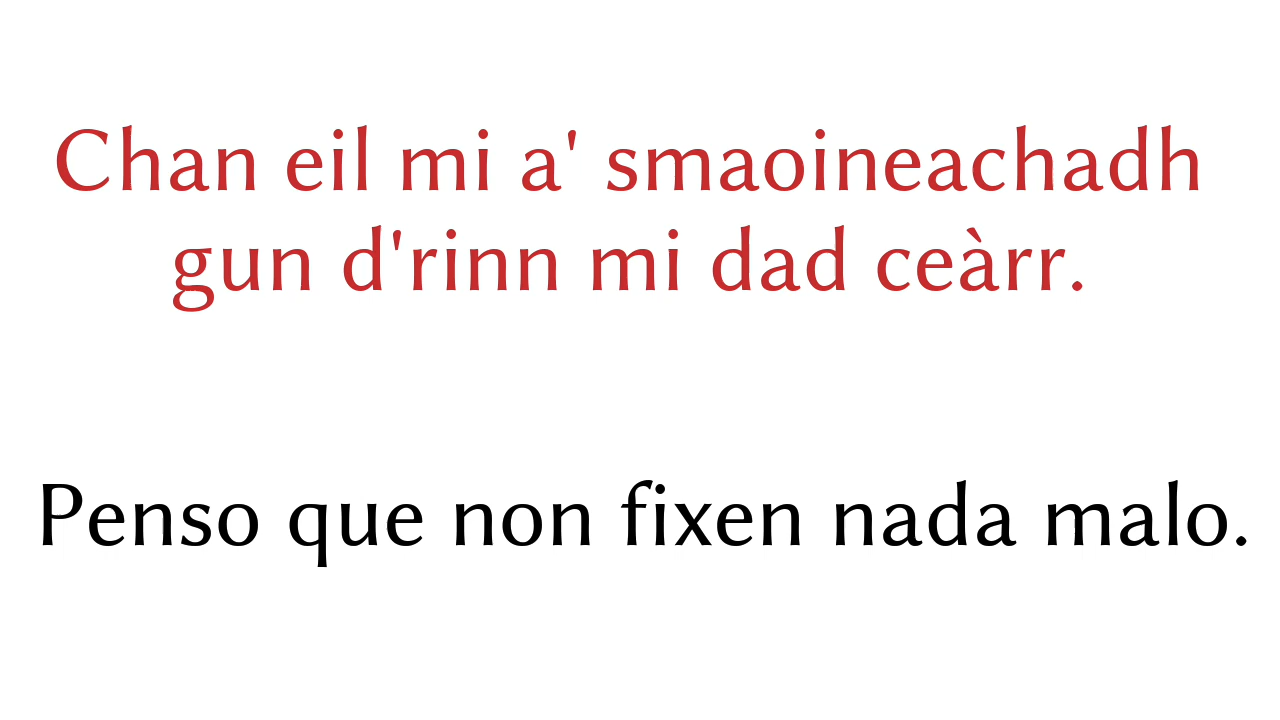 Chan eil mi a' smaoineachadh
gun d'rinn mi dad ceàrr.
Penso que non fixen nada malo.